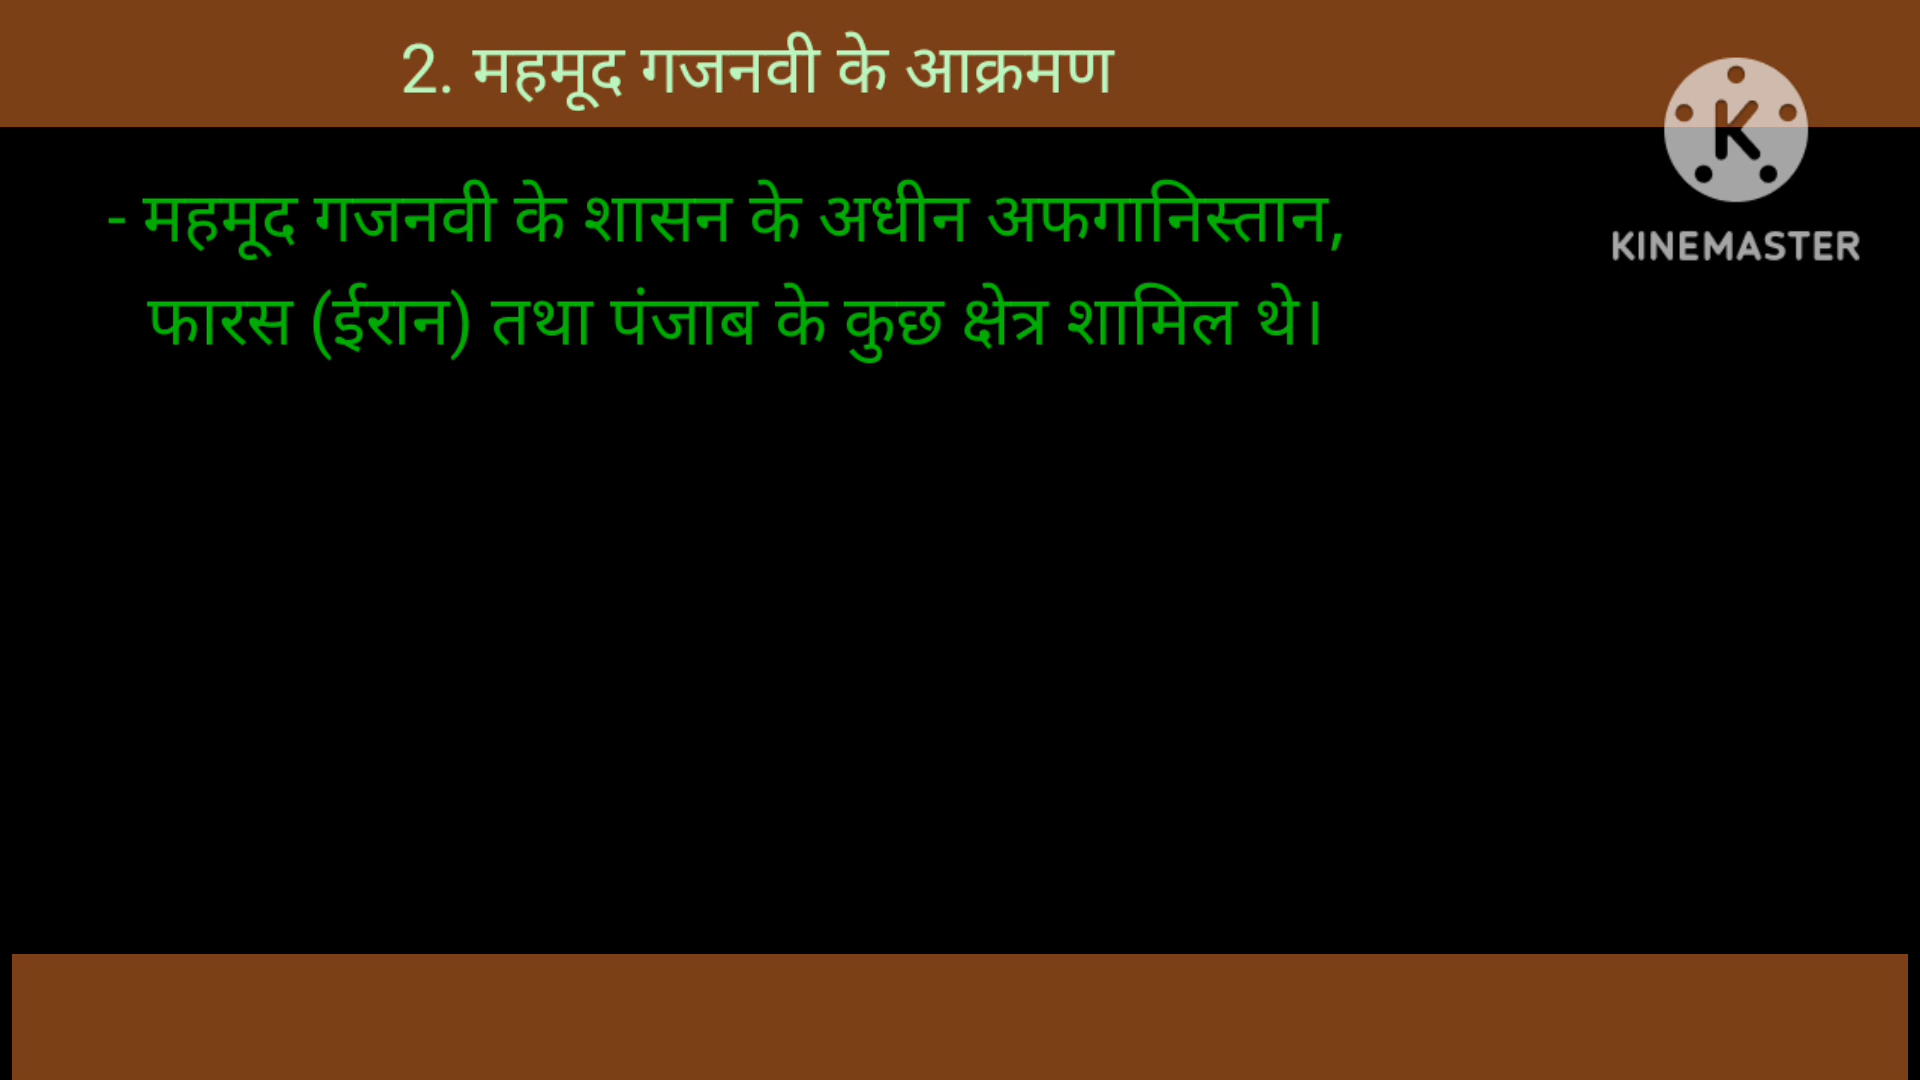 2. महमूद गजनवी के आक्रमण
- महमूद गजनवी के शासन के अधीन अफगानिस्तान,
फारस (ईरान) तथा पंजाब के कुछ क्षेत्र शामिल थे।
K
KINEMASTER